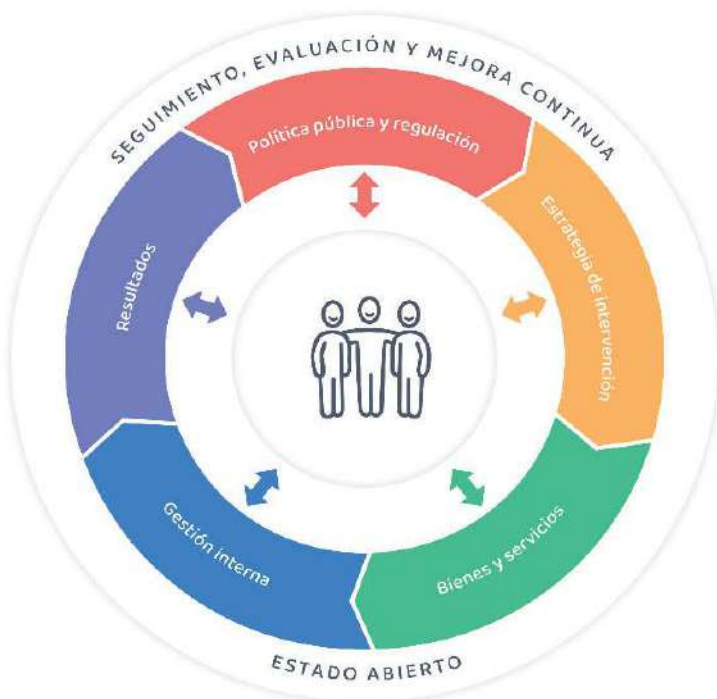 SEGUIMIENTO, EVALUACIÓN Y MEJORA CONTINUA
Política pública y regulación
Estrategia de intervención
Bienes y servicios
Gestión interna
Resultados
ESTADO ABIERTO